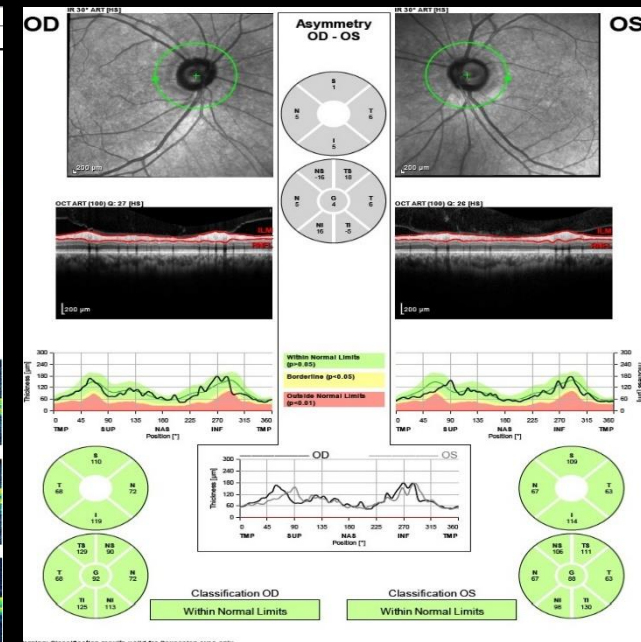 OD
IR 30° ART [HS]
200 µm
Asymmetry
OD - OS
S
1
N
5
T
6
I
5
NS
-16
TS
18
N
5
G
4
T
6
NI
16
TI
-5
IR 30° ART [HS]
OS
200 µm
OCT ART (100) Q: 27 [HS]
ILM
200 µm
OCT ART (100) Q: 26 [HS]
ILM
200 µm
Thickness [µm]
300
240
180
120
60
0
0 45 90 135 180 225 270 315 360
TMP SUP NAS INF TMP
Position [°]
Within Normal Limits
(p>0.05)
Borderline (p<0.05)
Outside Normal Limits
(p<0.01)
300
240
180
120
60
0
0 45 90 135 180 225 270 315 360
TMP SUP NAS INF TMP
Position [°]
S
110
T
68
N
72
I
119
OD
OS
Thickness [µm]
300
240
180
120
60
0
0 45 90 135 180 225 270 315 360
TMP SUP NAS INF TMP
Position [°]
S
109
N
67
T
63
I
114
TS
129
NS
90
T
68
G
92
N
72
TI
125
NI
113
NS
106
TS
111
N
67
G
88
T
63
NI
98
TI
130
Classification OD
Within Normal Limits
Classification OS
Within Normal Limits